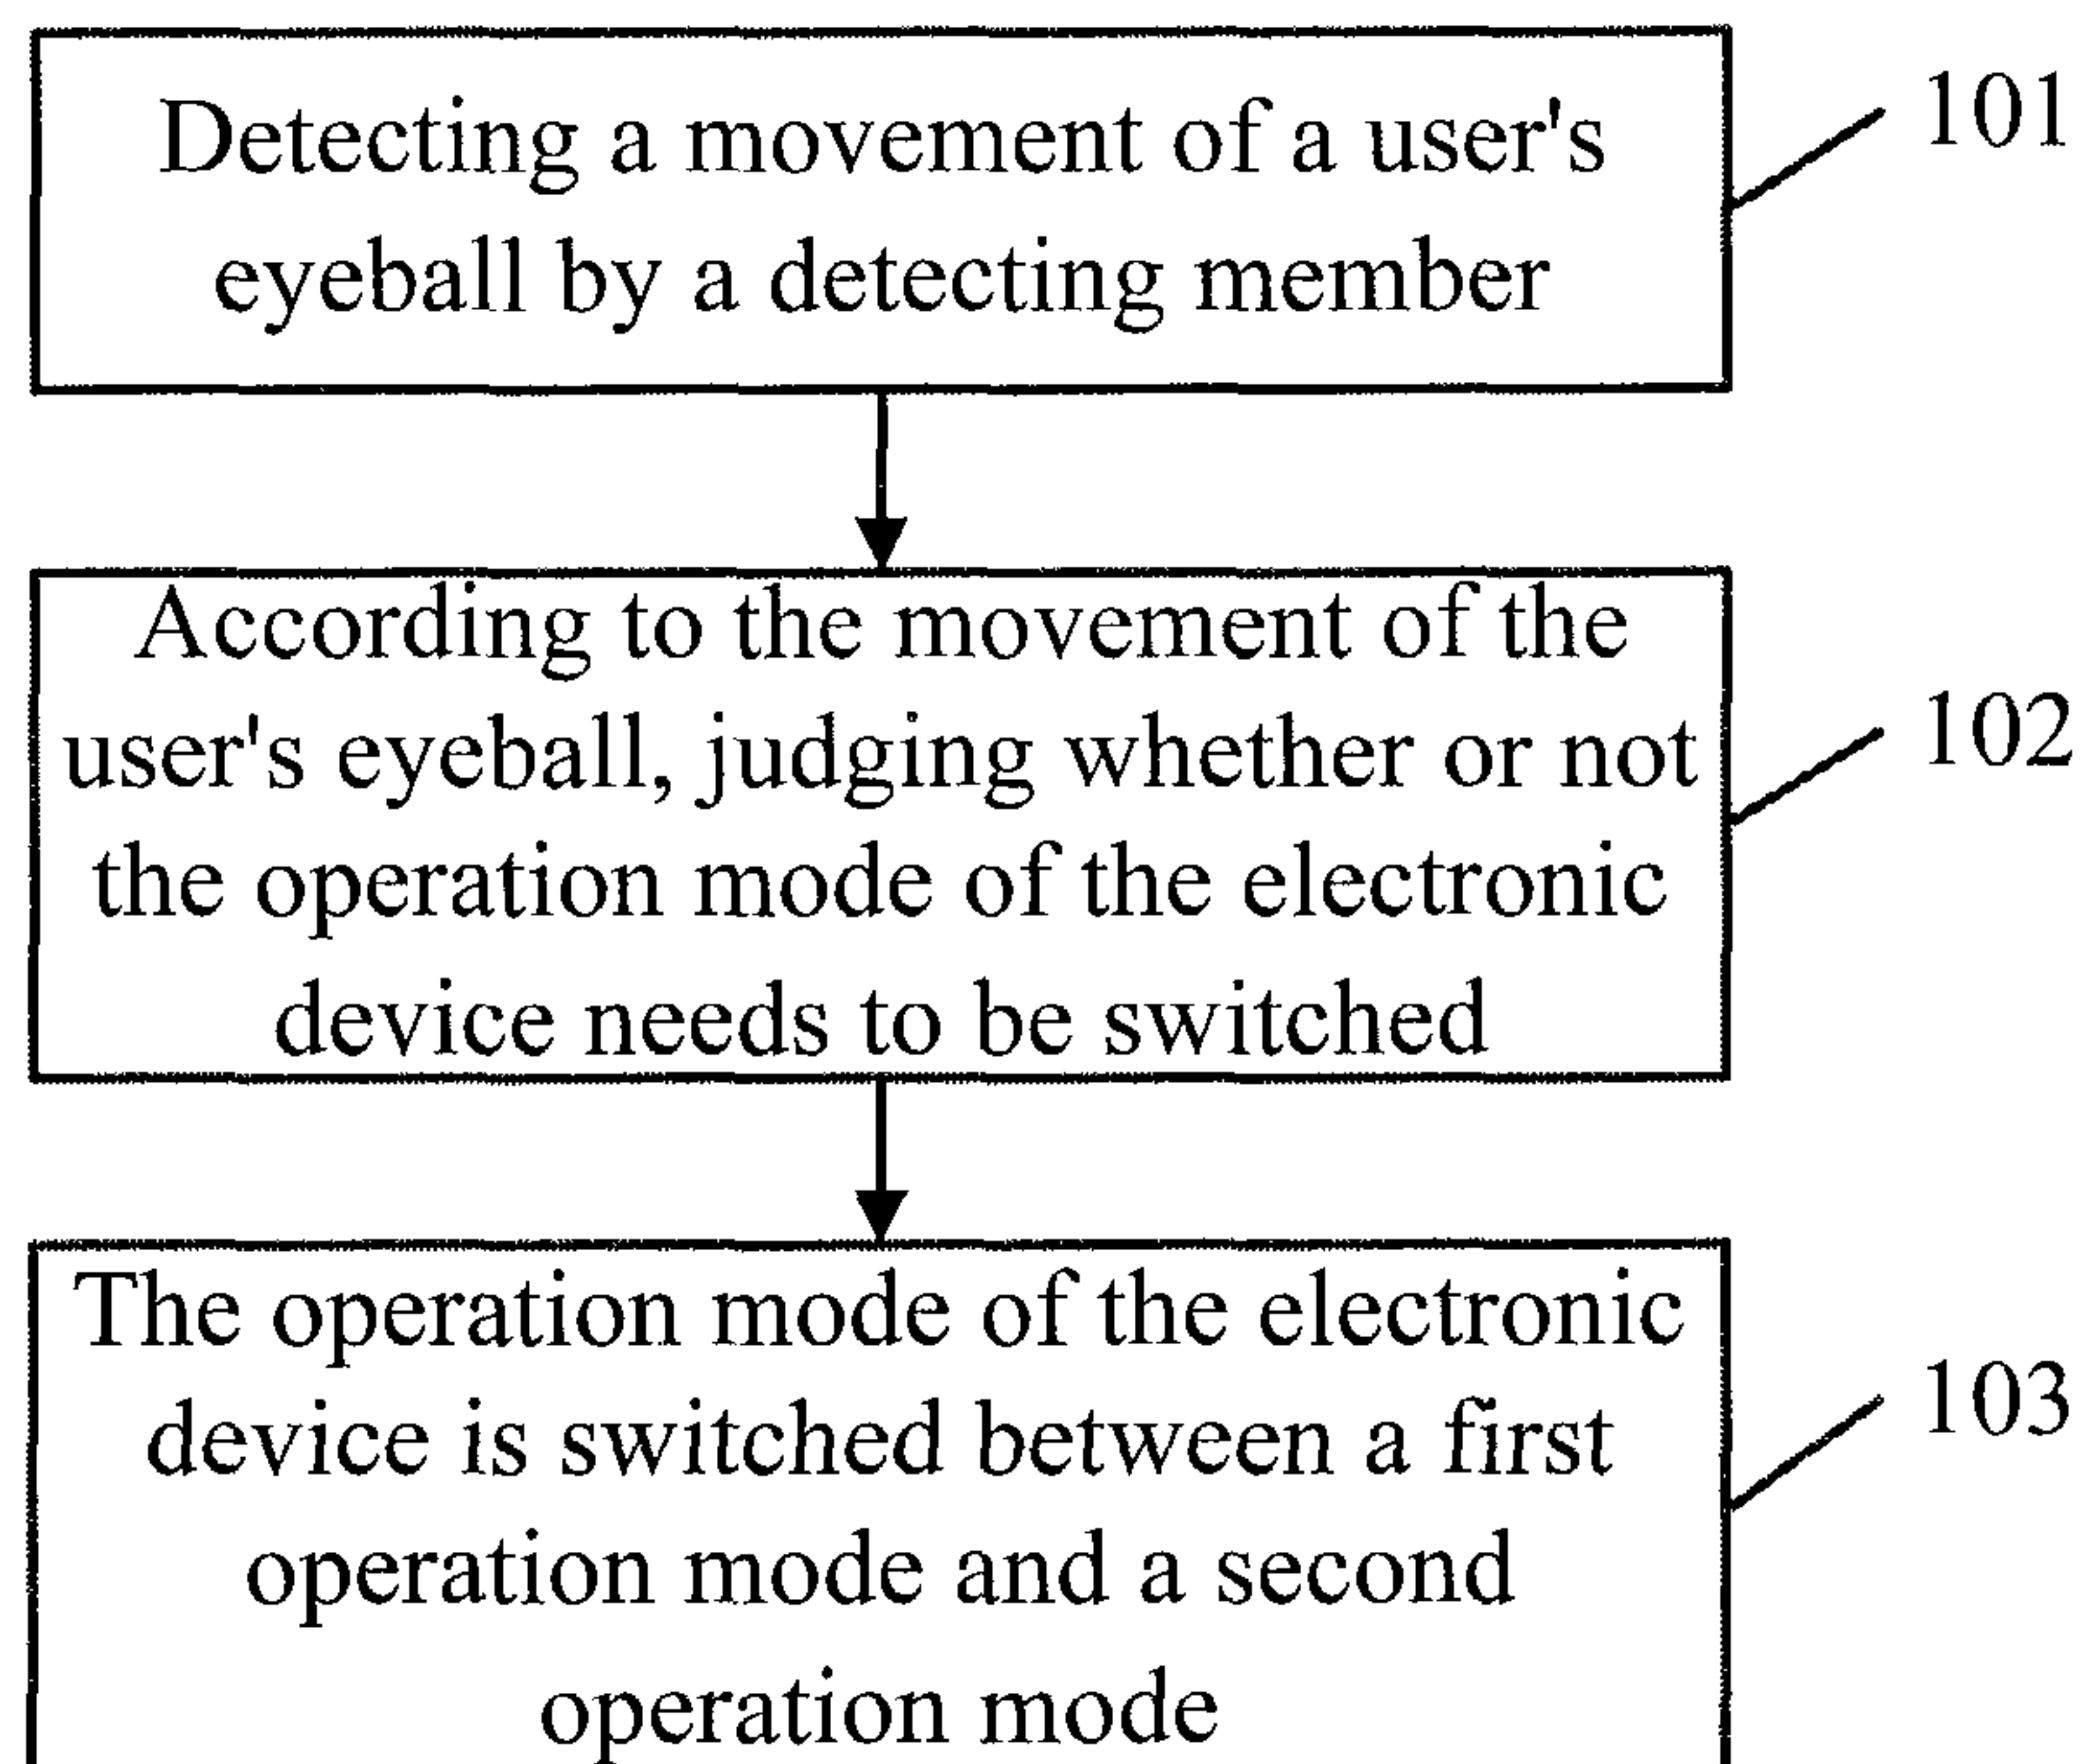 Detecting a movement of a user's
eyeball by a detecting member
101
According to the movement of the
user's eyeball, judging whether or not
the operation mode of the electronic
device needs to be switched
102
The operation mode of the electronic
device is switched between a first
operation mode and a second
operation mode
103